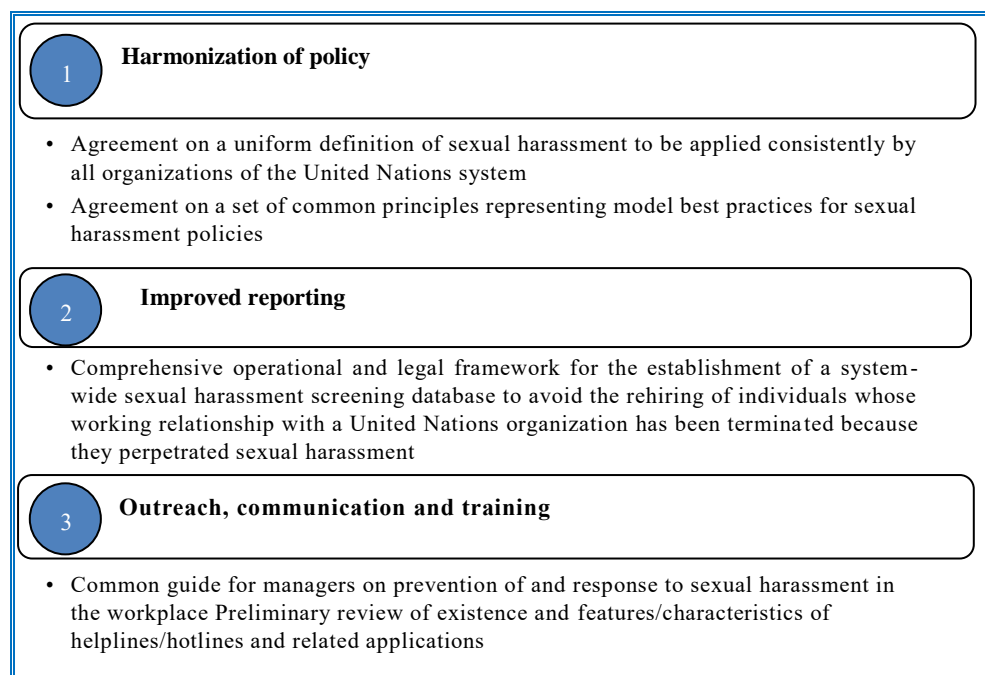 1
Harmonization of policy
• Agreement on a uniform definition of sexual harassment to be applied consistently by
all organizations of the United Nations system
• Agreement on a set of common principles representing model best practices for sexual
harassment policies
2
Improved reporting
• Comprehensive operational and legal framework for the establishment of a system-
wide sexual harassment screening database to avoid the rehiring of individuals whose
working relationship with a United Nations organization has been terminated because
they perpetrated sexual harassment
3
Outreach, communication and training
• Common guide for managers on prevention of and response to sexual harassment in
the workplace Preliminary review of existence and features/characteristics of
helplines/hotlines and related applications